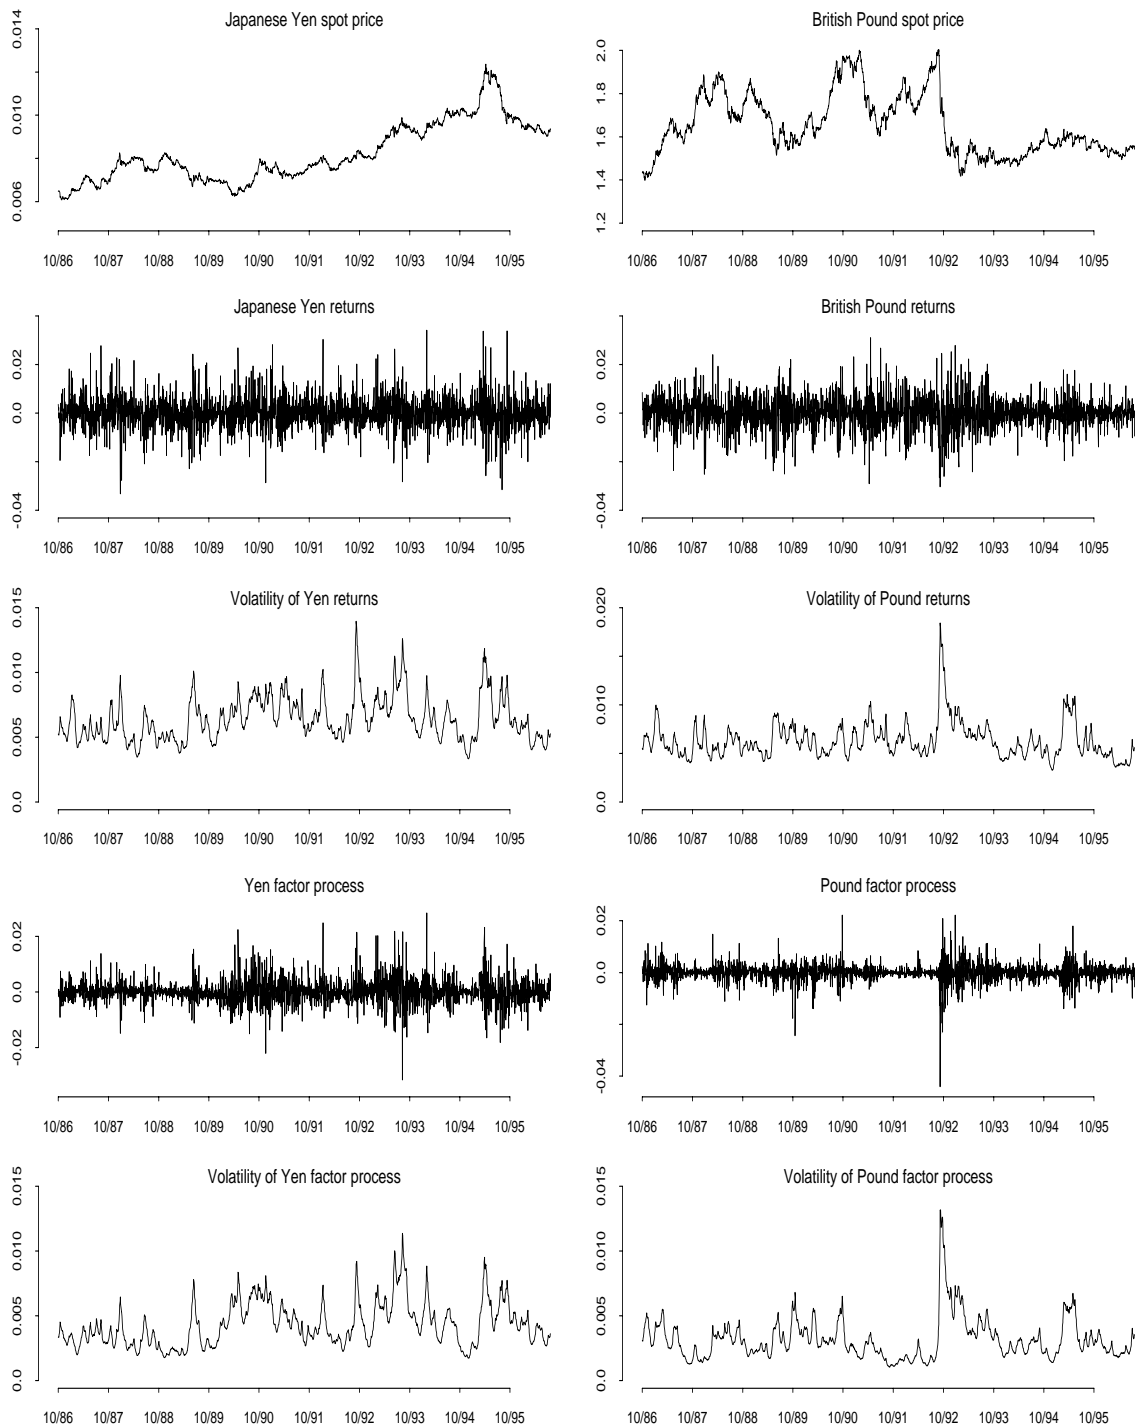 Japanese Yen spot price
0.014
0.010
0.006
10/86 10/87 10/88 10/89 10/90 10/91 10/92 10/93 10/94 10/95
British Pound spot price
2.0
1.8
1.6
1.4
1.2
10/86 10/87 10/88 10/89 10/90 10/91 10/92 10/93 10/94 10/95
Japanese Yen returns
0.02
0.0
-0.04
10/86 10/87 10/88 10/89 10/90 10/91 10/92 10/93 10/94 10/95
British Pound returns
0.02
0.0
-0.04
10/86 10/87 10/88 10/89 10/90 10/91 10/92 10/93 10/94 10/95
Volatility of Yen returns
0.015
0.010
0.005
0.0
10/86 10/87 10/88 10/89 10/90 10/91 10/92 10/93 10/94 10/95
Volatility of Pound returns
0.020
0.010
0.0
10/86 10/87 10/88 10/89 10/90 10/91 10/92 10/93 10/94 10/95
Yen factor process
0.02
0.0
-0.02
10/86 10/87 10/88 10/89 10/90 10/91 10/92 10/93 10/94 10/95
Pound factor process
0.02
0.0
-0.04
10/86 10/87 10/88 10/89 10/90 10/91 10/92 10/93 10/94 10/95
Volatility of Yen factor process
0.015
0.010
0.005
0.0
10/86 10/87 10/88 10/89 10/90 10/91 10/92 10/93 10/94 10/95
Volatility of Pound factor process
0.015
0.010
0.005
0.0
10/86 10/87 10/88 10/89 10/90 10/91 10/92 10/93 10/94 10/95